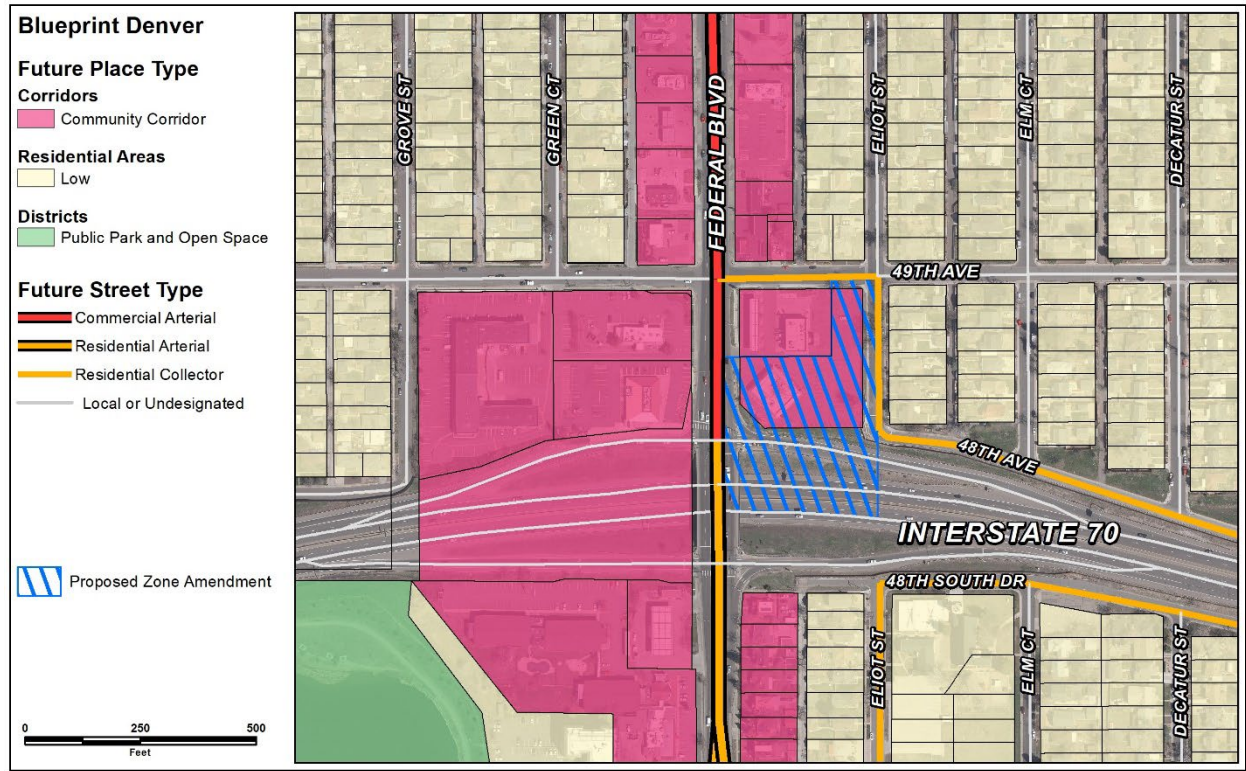 Blueprint Denver
Future Place Type
Corridors
Community Corridor
Residential Areas
Low
Districts
Public Park and Open Space
Future Street Type
Commercial Arterial
Residential Arterial
Residential Collector
Local or Undesignated
Proposed Zone Amendment
0 250 500
Feet
GROVE ST
GREEN CT
FEDERAL BLVD
ELIOT ST
ELM CT
DECATUR ST
49TH AVE
48TH AVE
INTERSTATE 70
48TH SOUTH DR
ELIOT ST
ELM CT
DECATUR ST